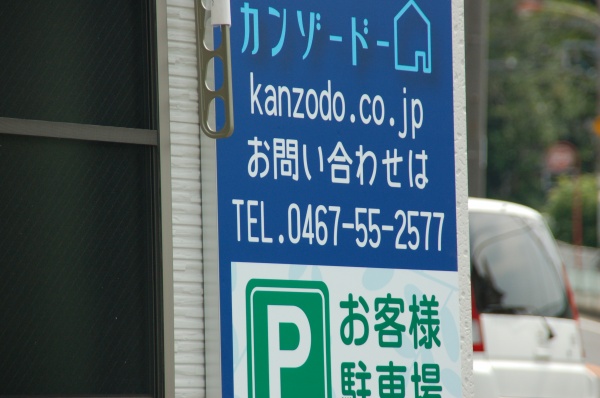 カンゾードー
kanzodo.co.jp
お問い合わせは
TEL.0467-55-2577
P
お客様
駐車場